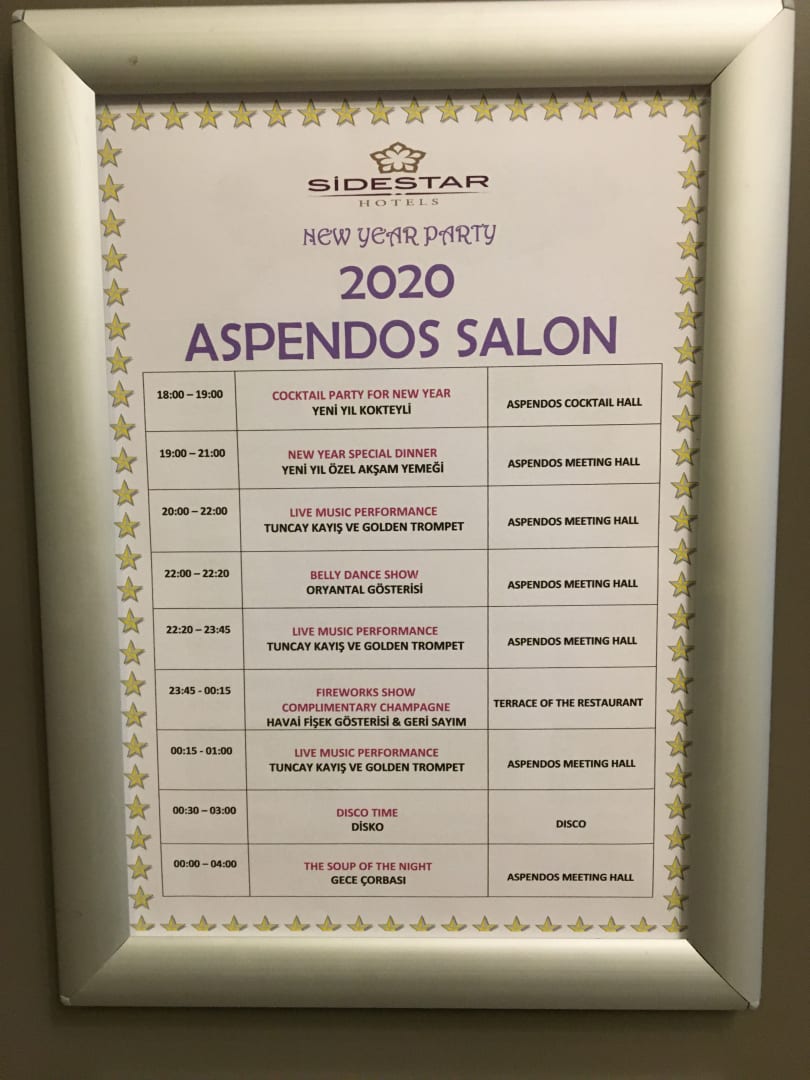 SİDESTAR
HOTELS
NEW YEAR PARTY
2020
ASPENDOS SALON
18:00 – 19:00
COCKTAIL PARTY FOR NEW YEAR
YENİ YIL KOKTEYLİ
ASPENDOS COCKTAIL HALL
19:00 – 21:00
NEW YEAR SPECIAL DINNER
YENİ YIL ÖZEL AKŞAM YEMEĞİ
ASPENDOS MEETING HALL
20:00 – 22:00
LIVE MUSIC PERFORMANCE
TUNCAY KAYIŞ VE GOLDEN TROMPET
ASPENDOS MEETING HALL
22:00 – 22:20
BELLY DANCE SHOW
ORYANTAL GÖSTERİSİ
ASPENDOS MEETING HALL
22:20 – 23:45
LIVE MUSIC PERFORMANCE
TUNCAY KAYIŞ VE GOLDEN TROMPET
ASPENDOS MEETING HALL
23:45 - 00:15
FIREWORKS SHOW
COMPLIMENTARY CHAMPAGNE
HAVAİ FİŞEK GÖSTERİSİ & GERİ SAYIM
TERRACE OF THE RESTAURANT
00:15 - 01:00
LIVE MUSIC PERFORMANCE
TUNCAY KAYIŞ VE GOLDEN TROMPET
ASPENDOS MEETING HALL
00:30 – 03:00
DISCO TIME
DİSKO
DISCO
00:00 – 04:00
THE SOUP OF THE NIGHT
GECE ÇORBASI
ASPENDOS MEETING HALL